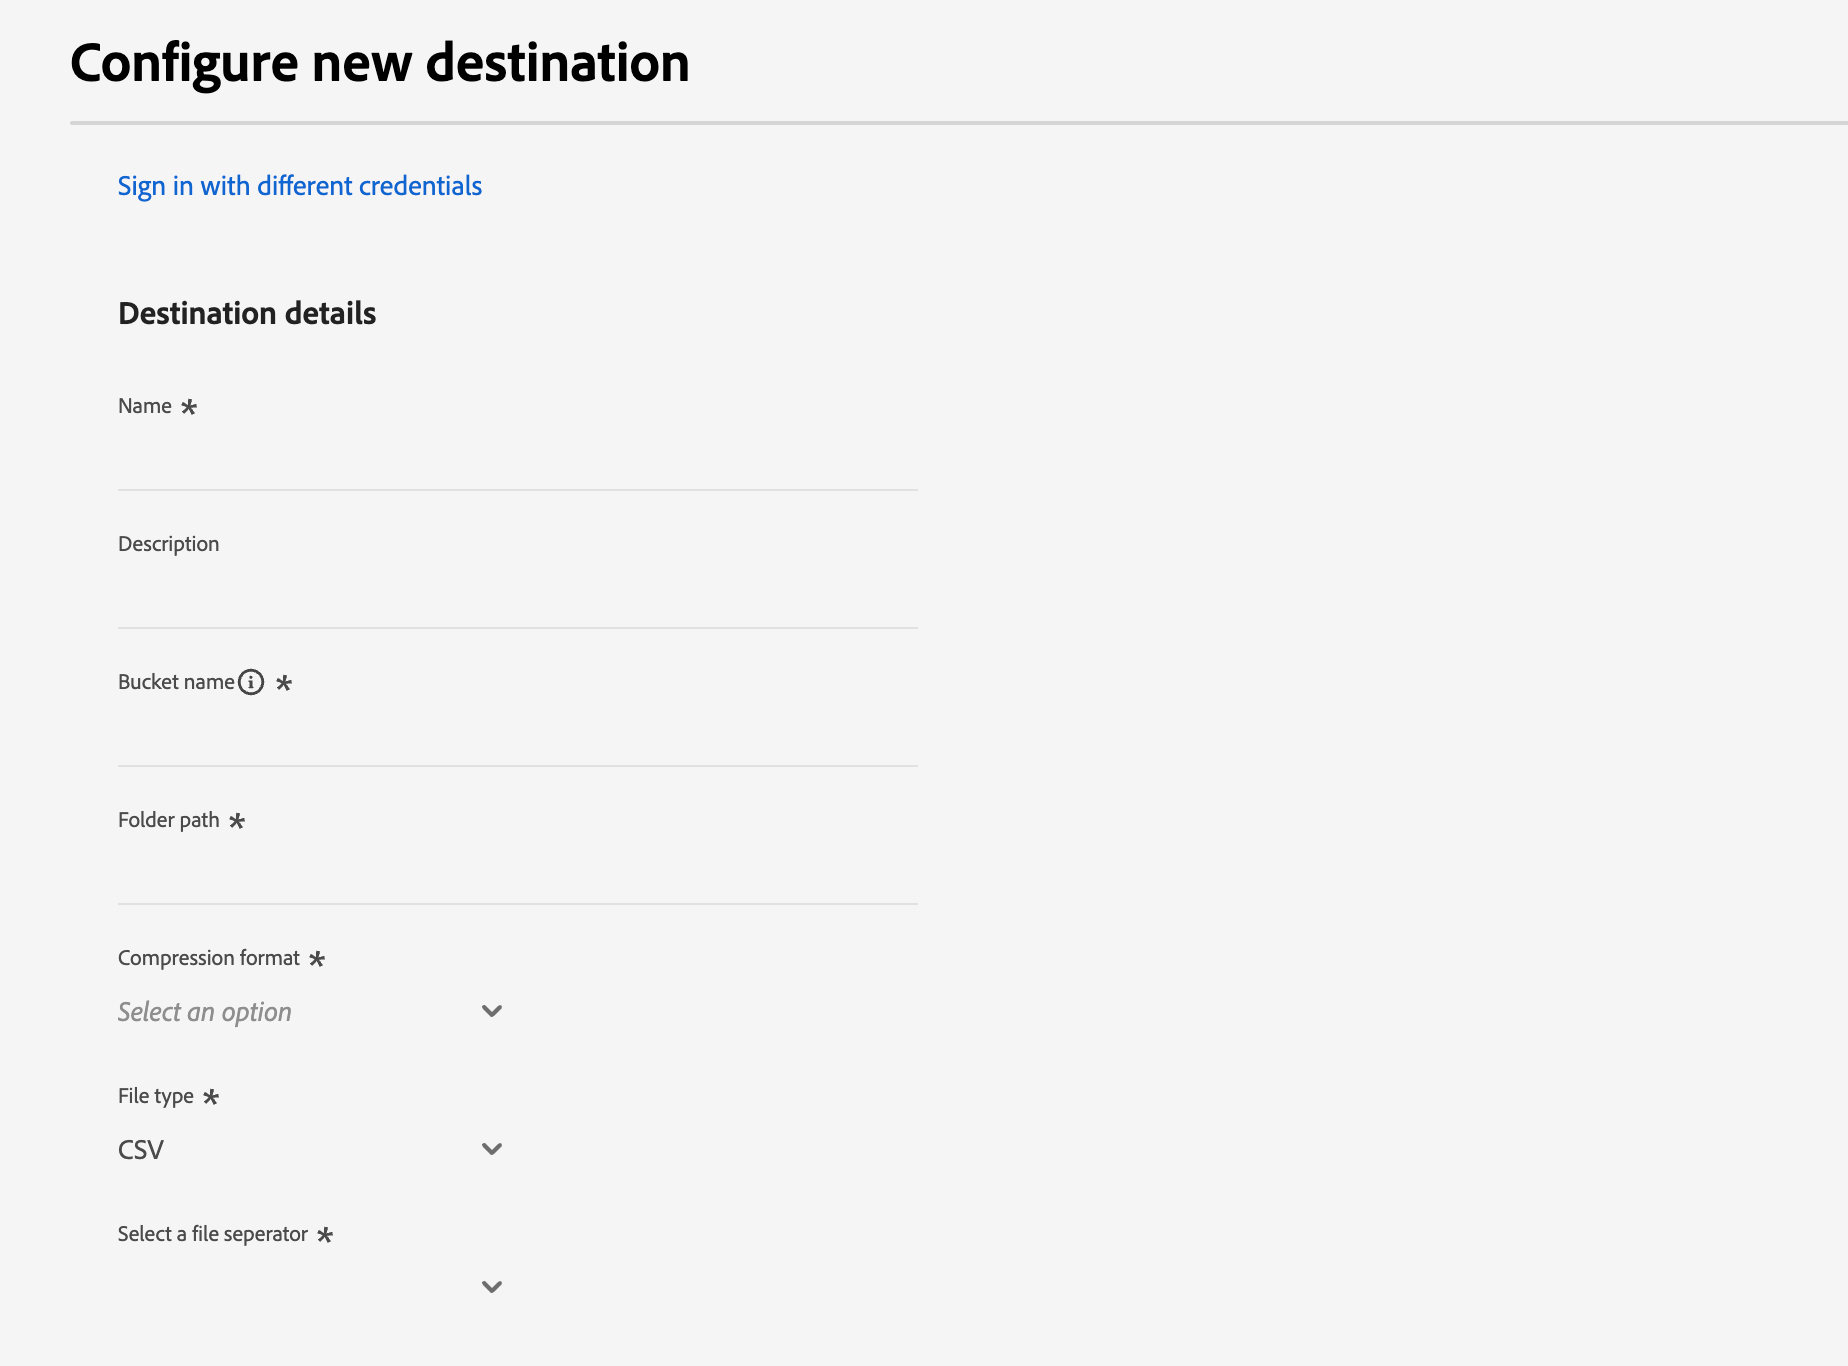 Configure new destination
Sign in with different credentials
Destination details
Name *
Description
Bucket name i *
Folder path *
Compression format *
Select an option
File type *
CSV
Select a file seperator *